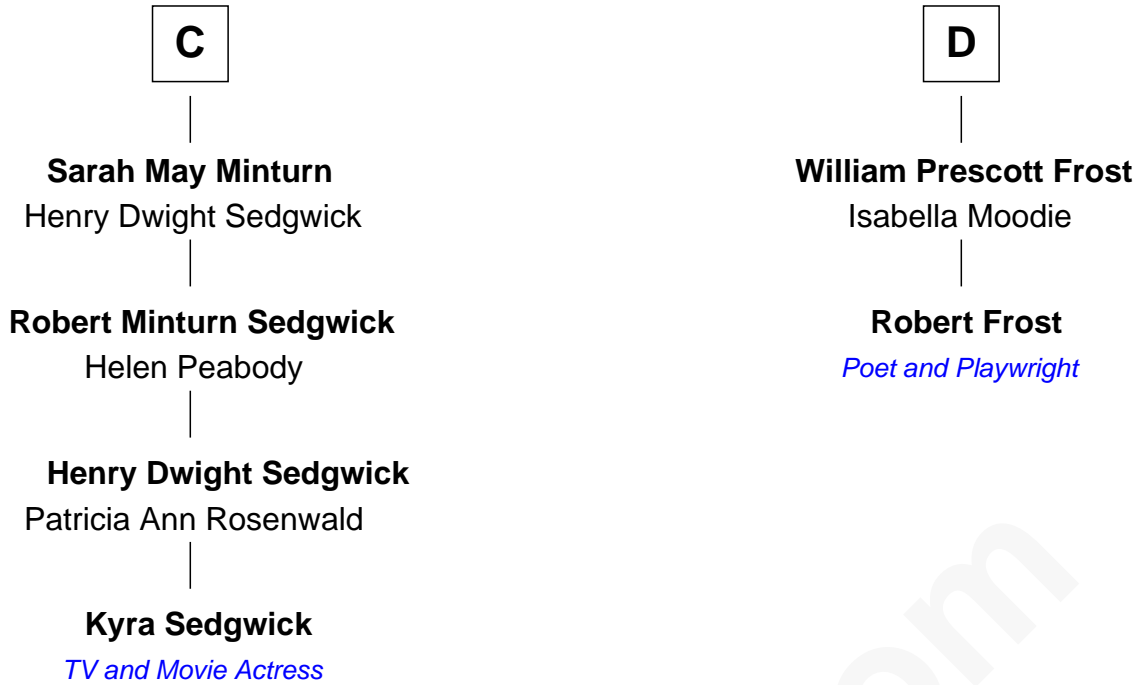 C
Sarah May Minturn
Henry Dwight Sedgwick
Robert Minturn Sedgwick
Helen Peabody
Henry Dwight Sedgwick
Patricia Ann Rosenwald
Kyra Sedgwick
TV and Movie Actress
D
William Prescott Frost
Isabella Moodie
Robert Frost
Poet and Playwright
om